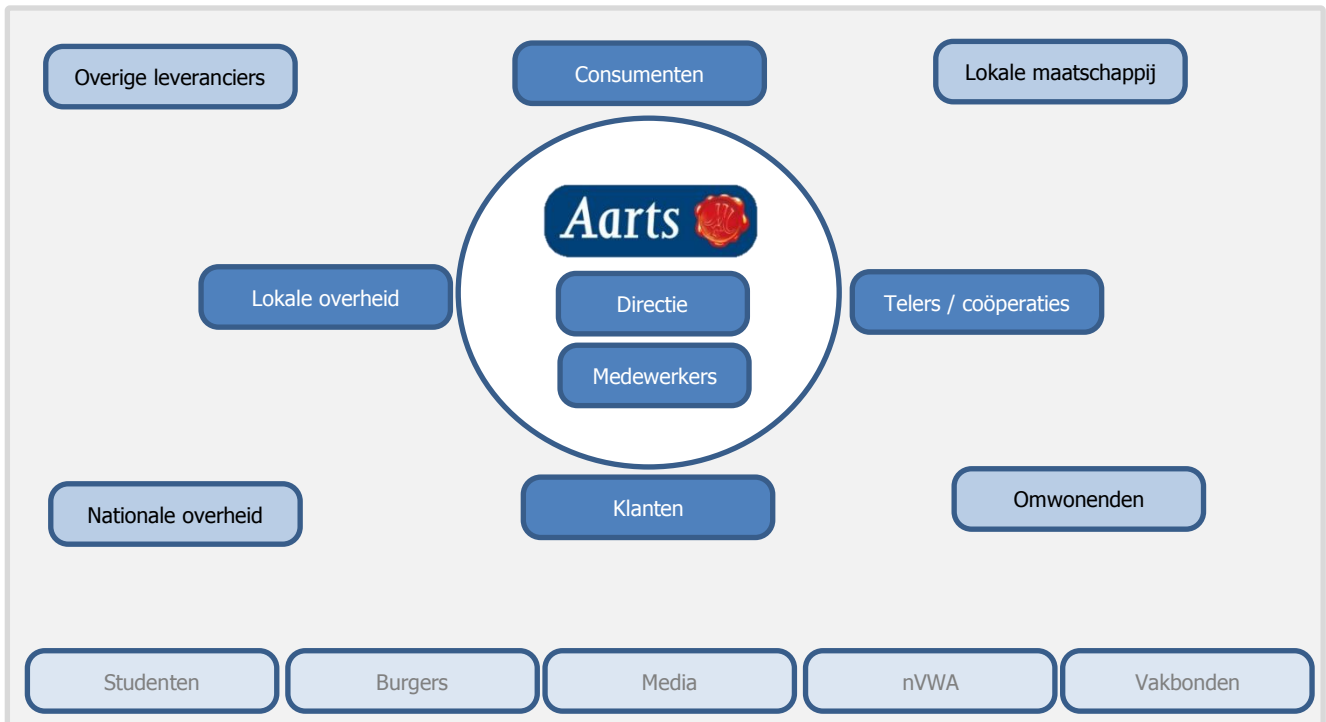 Overige leveranciers
Consumenten
Lokale maatschappij
Aarts
Lokale overheid
Directie
Telers / coöperaties
Medewerkers
Nationale overheid
Klanten
Omwonenden
Studenten
Burgers
Media
nVWA
Vakbonden